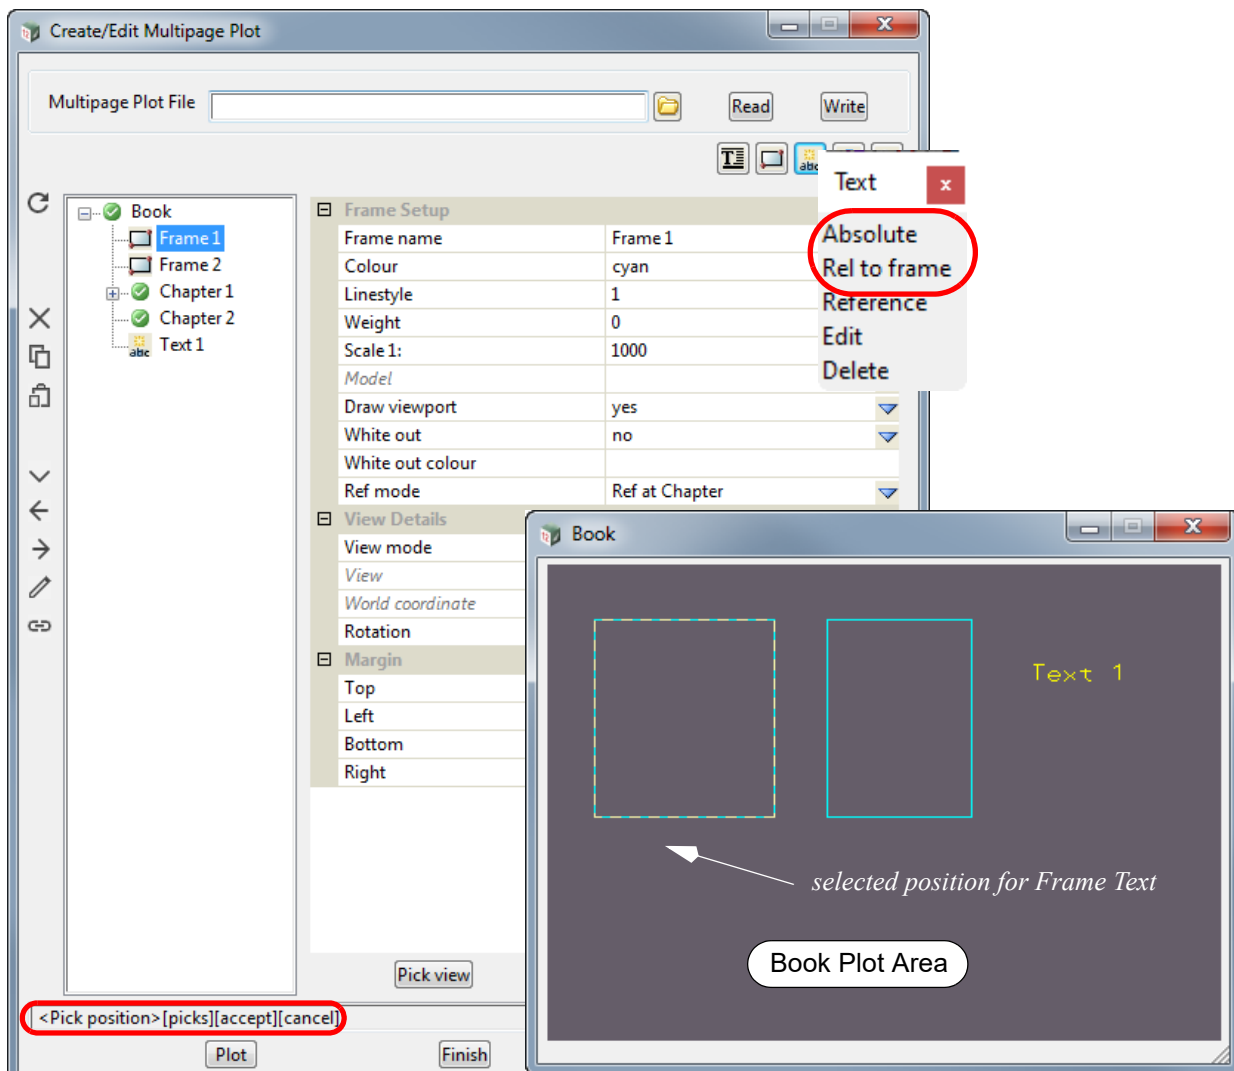 Create/Edit Multipage Plot
Multipage Plot File
Read
Write
Text
Absolute
Rel to frame
Reference
Edit
Delete
Book
Frame 1
Frame 2
Chapter 1
Chapter 2
abc Text 1
Frame Setup
Frame name Frame 1
Colour cyan
Linestyle 1
Weight 0
Scale 1: 1000
Model
Draw viewport yes
White out no
White out colour
Ref mode Ref at Chapter
View Details
View mode
View
World coordinate
Rotation
Margin
Top
Left
Bottom
Right
Pick view
<Pick position>[picks][accept][cancel]
Plot
Finish
Book
Text 1
selected position for Frame Text
Book Plot Area